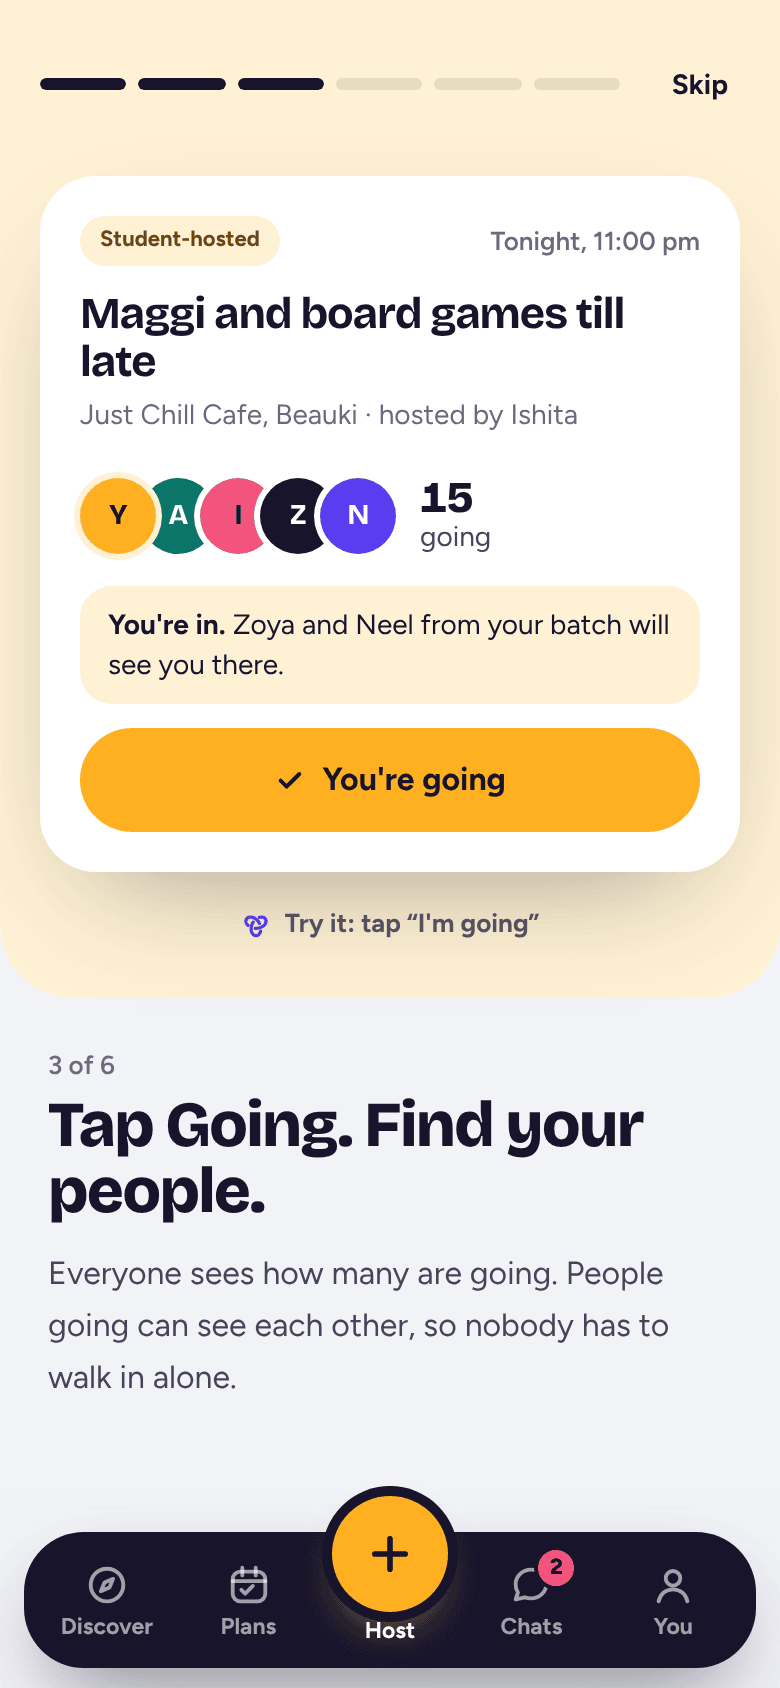 Skip
Student-hosted
Tonight, 11:00 pm
Maggi and board games till
late
Just Chill Cafe, Beauki · hosted by Ishita
Y A I Z N
15
going
You're in. Zoya and Neel from your batch will
see you there.
You're going
Try it: tap “I'm going”
3 of 6
Tap Going. Find your
people.
Everyone sees how many are going. People
going can see each other, so nobody has to
walk in alone.
2
Discover
Plans
Host
Chats
You